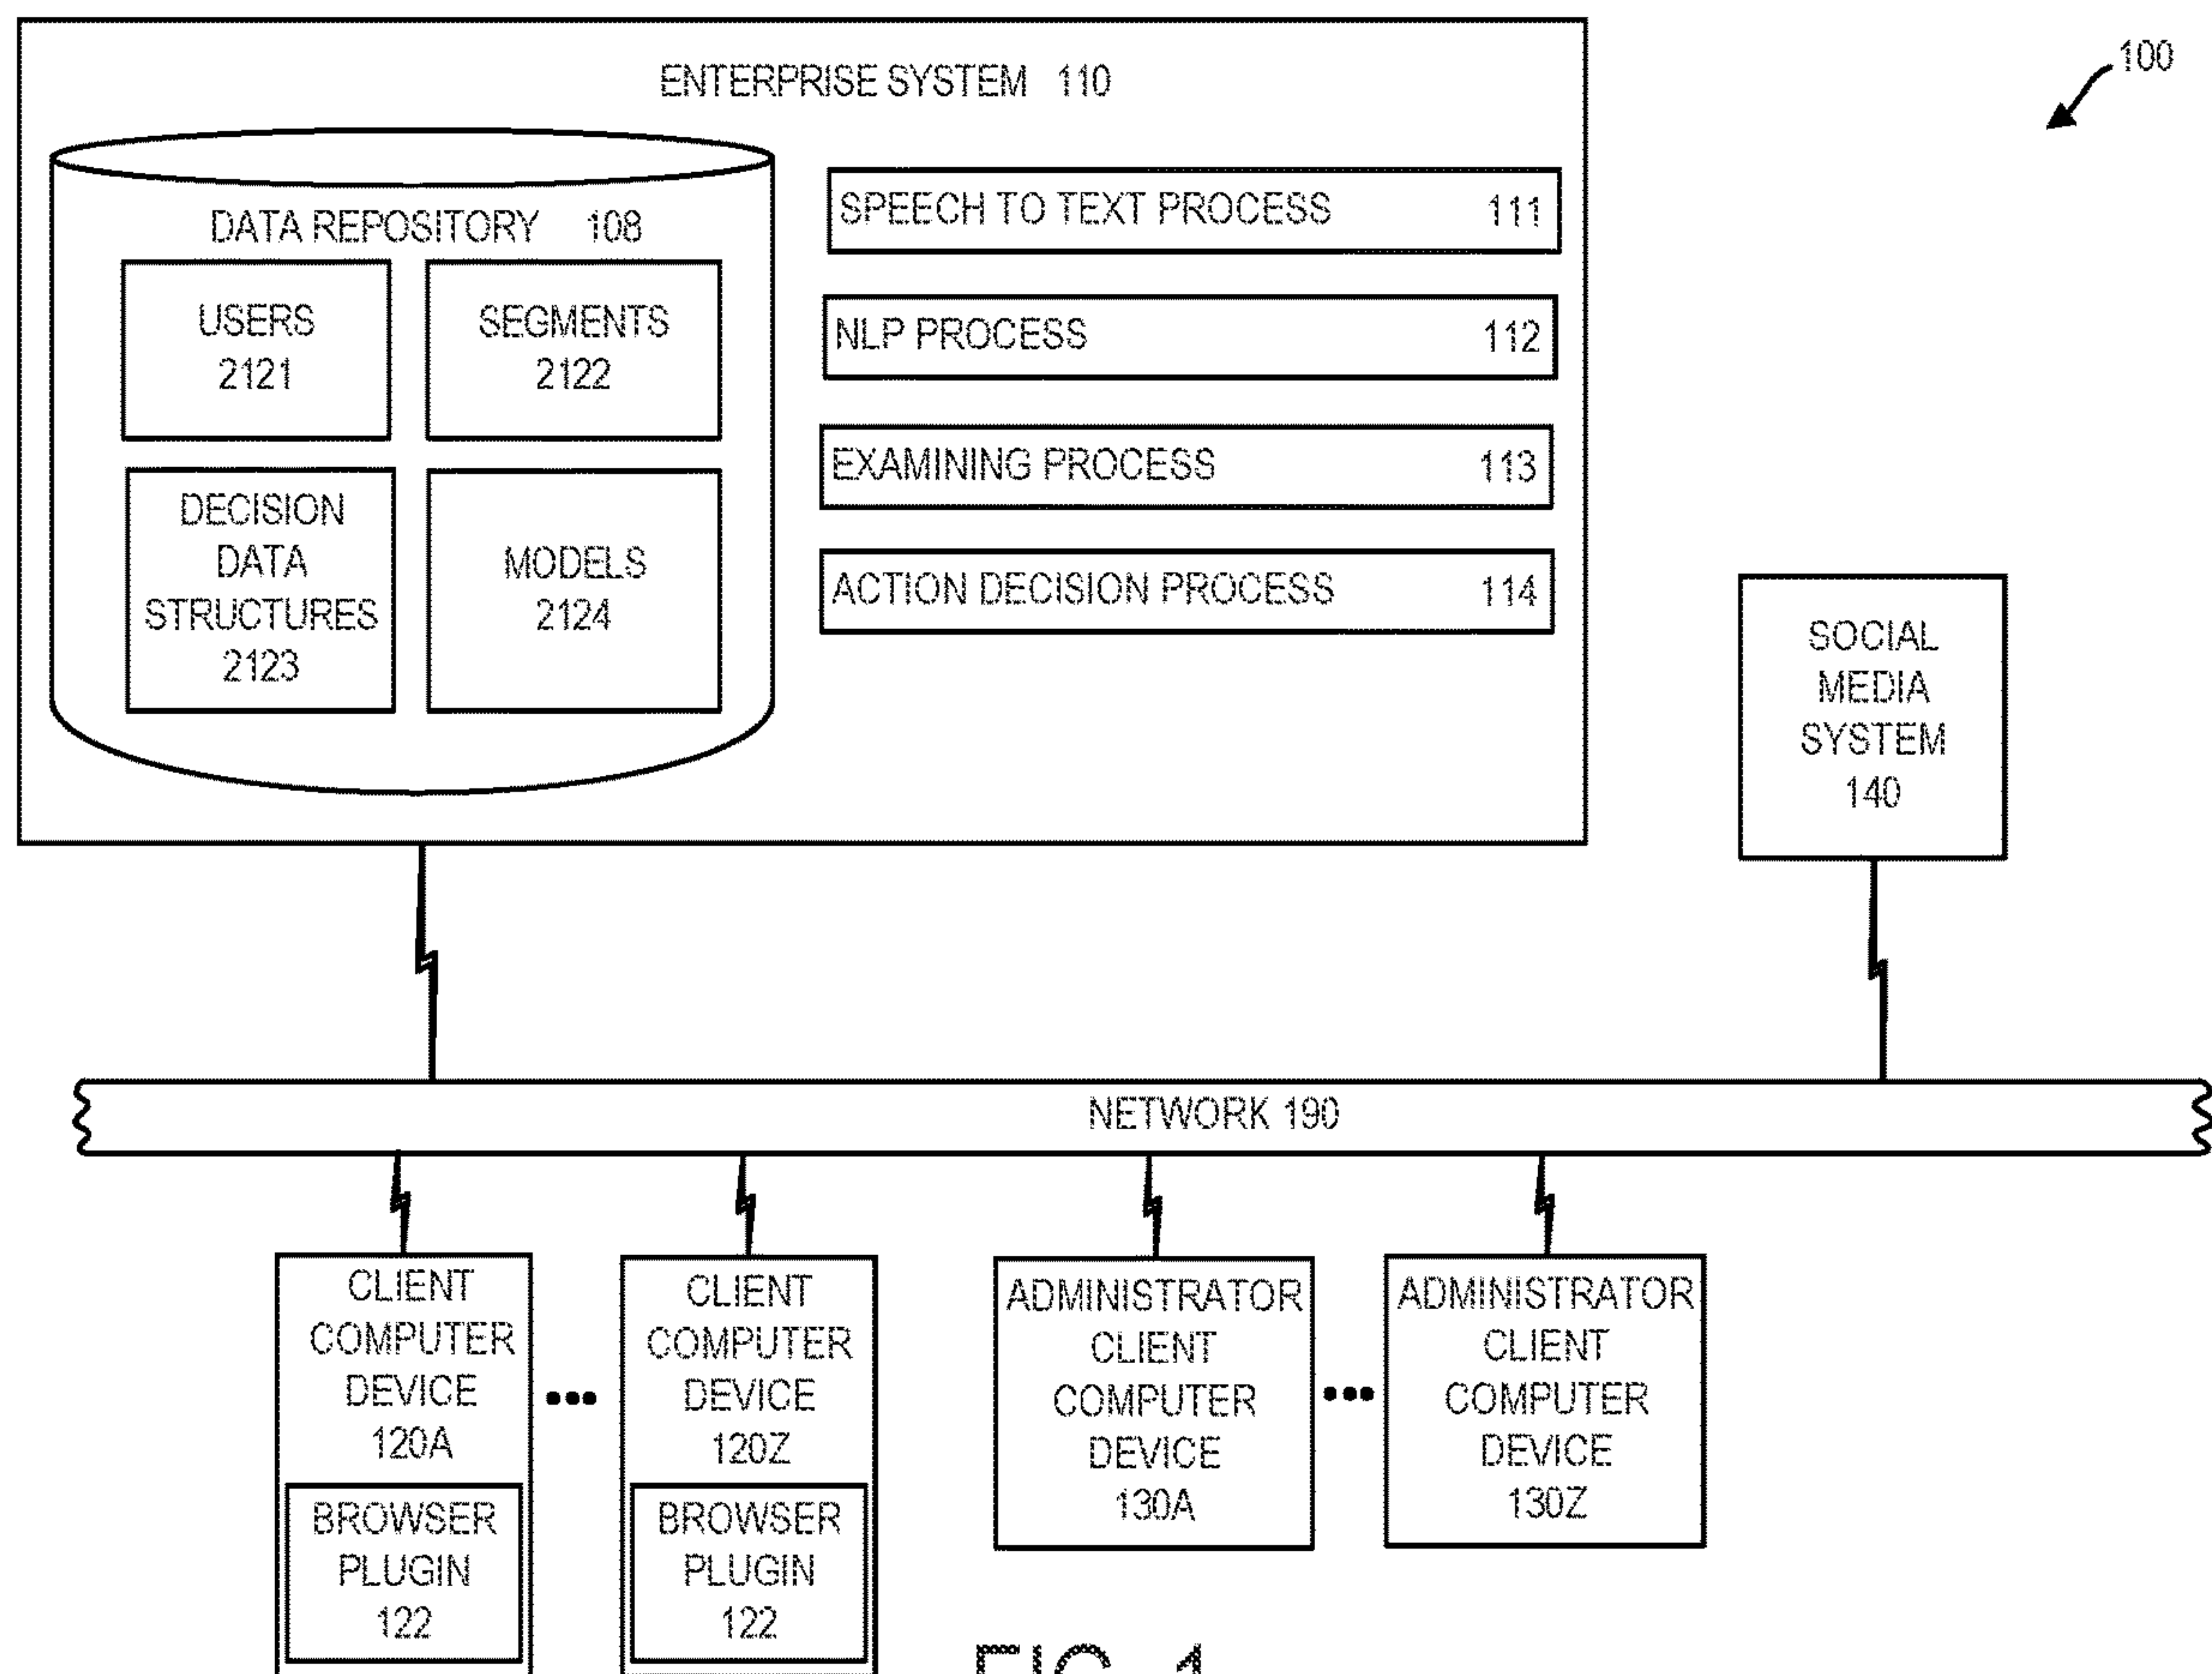 100
ENTERPRISE SYSTEM 110
DATA REPOSITORY 108
USERS
2121
SEGMENTS
2122
DECISION
DATA
STRUCTURES
2123
MODELS
2124
SPEECH TO TEXT PROCESS 111
NLP PROCESS 112
EXAMINING PROCESS 113
ACTION DECISION PROCESS 114
SOCIAL
MEDIA
SYSTEM
140
NETWORK 190
CLIENT
COMPUTER
DEVICE
120A
BROWSER
PLUGIN
122
CLIENT
COMPUTER
DEVICE
120Z
BROWSER
PLUGIN
122
ADMINISTRATOR
CLIENT
COMPUTER
DEVICE
130A
ADMINISTRATOR
CLIENT
COMPUTER
DEVICE
130Z
FIG. 1